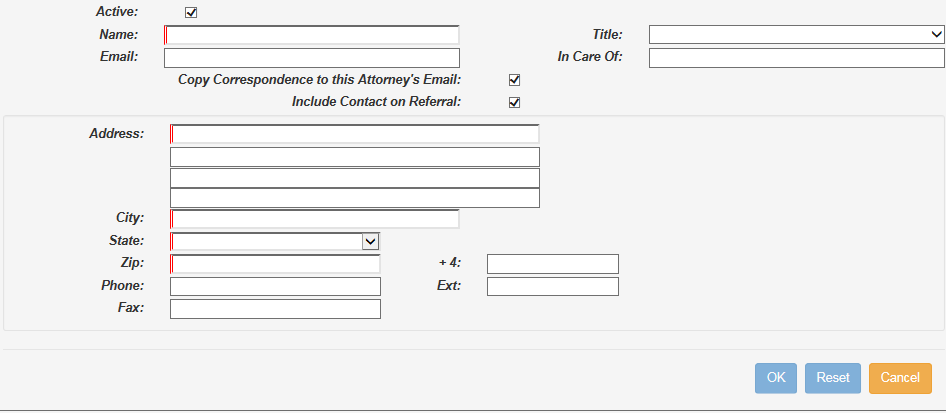 Active:
Name: Title:
Email: In Care Of:
Copy Correspondence to this Attorney's Email:
Include Contact on Referral:
Address:
City:
State:
Zip: + 4:
Phone: Ext:
Fax:
OK Reset Cancel